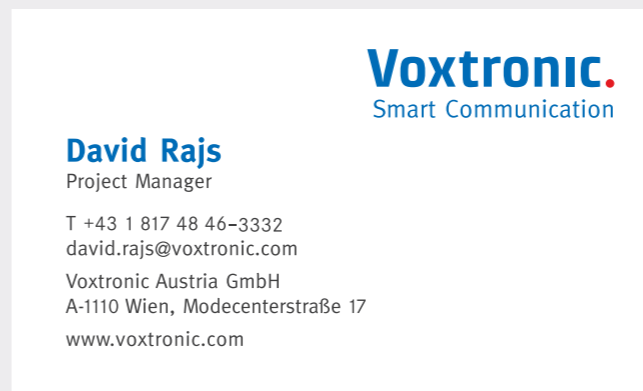 Voxtronic.
Smart Communication
David Rajs
Project Manager
T +43 1 817 48 46-3332
david.rajs@voxtronic.com
Voxtronic Austria GmbH
A-1110 Wien, Modecenterstraße 17
www.voxtronic.com